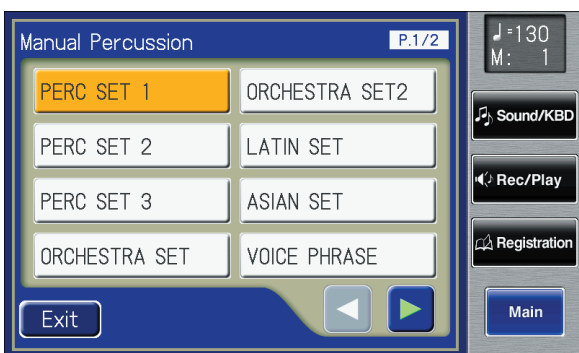 Manual Percussion P.1/2
♩=130
M: 1
PERC SET 1
ORCHESTRA SET2
PERC SET 2
LATIN SET
PERC SET 3
ASIAN SET
ORCHESTRA SET
VOICE PHRASE
Exit
Sound/KBD
Rec/Play
Registration
Main